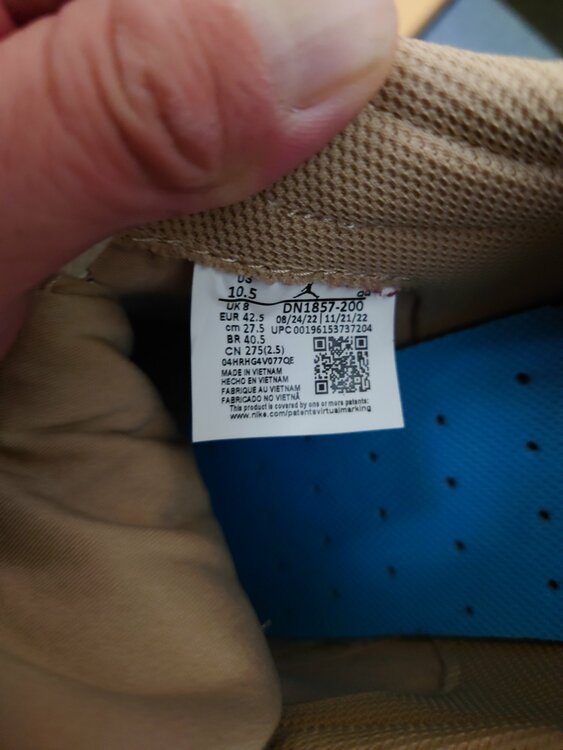 US
10.5
UK 8
EUR 42.5
cm 27.5
BR 40.5
CN 275(2.5)
DN1857-200
08/24/22 11/21/22
UPC 00196153737204
04HRHG4V077QE
MADE IN VIETNAM
HECHO EN VIETNAM
FABRIQUE AU VIETNAM
FABRICADO NO VIETNÃ
This product is covered by one or more patents:
www.nike.com/patentsvirtualmarking